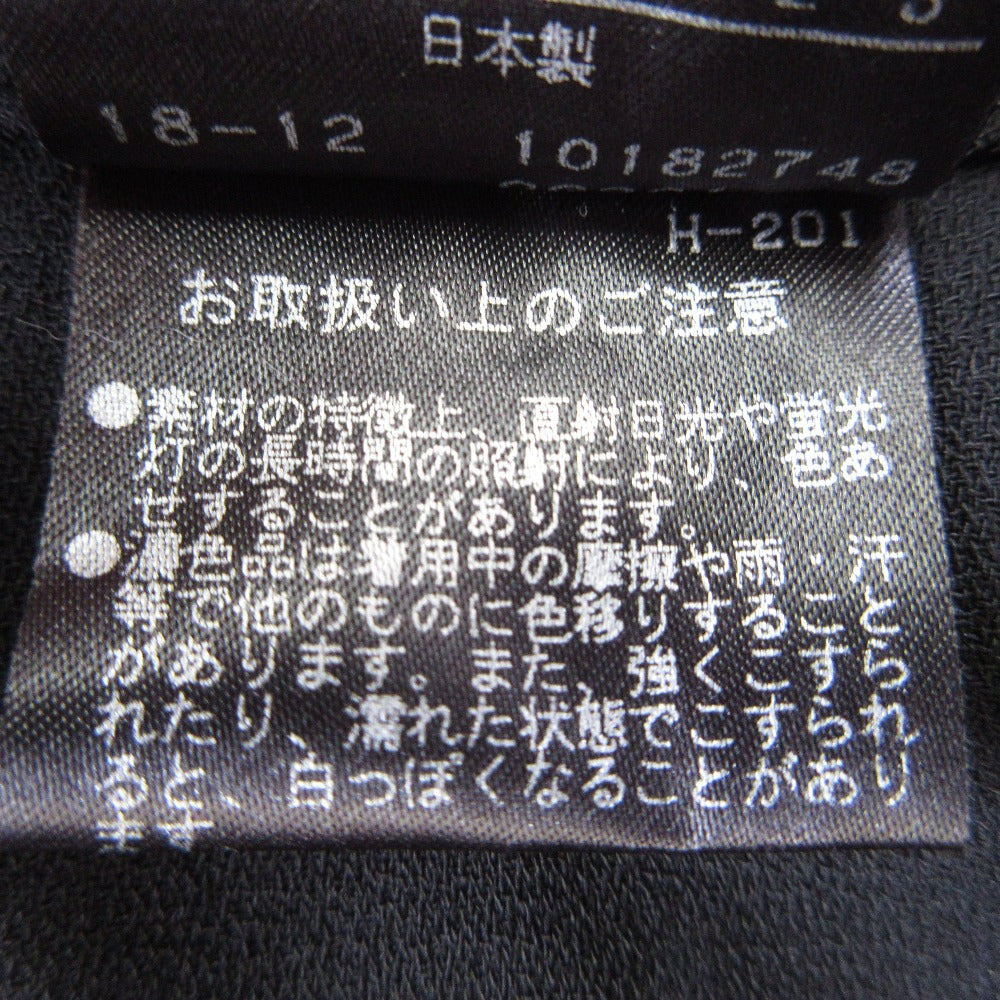 日本製
18-12 10182748
H-201
お取扱い上のご注意
●素材の特徴上、直射日光や蛍光
灯の長時間の照射により、色あ
せすることがあります。
●濃色品は着用中の摩擦や雨・汗
等で他のものに色移りすること
があります。また、強くこすら
れたり、濡れた状態でこすられ
ると、白っぽくなることがあり
ます